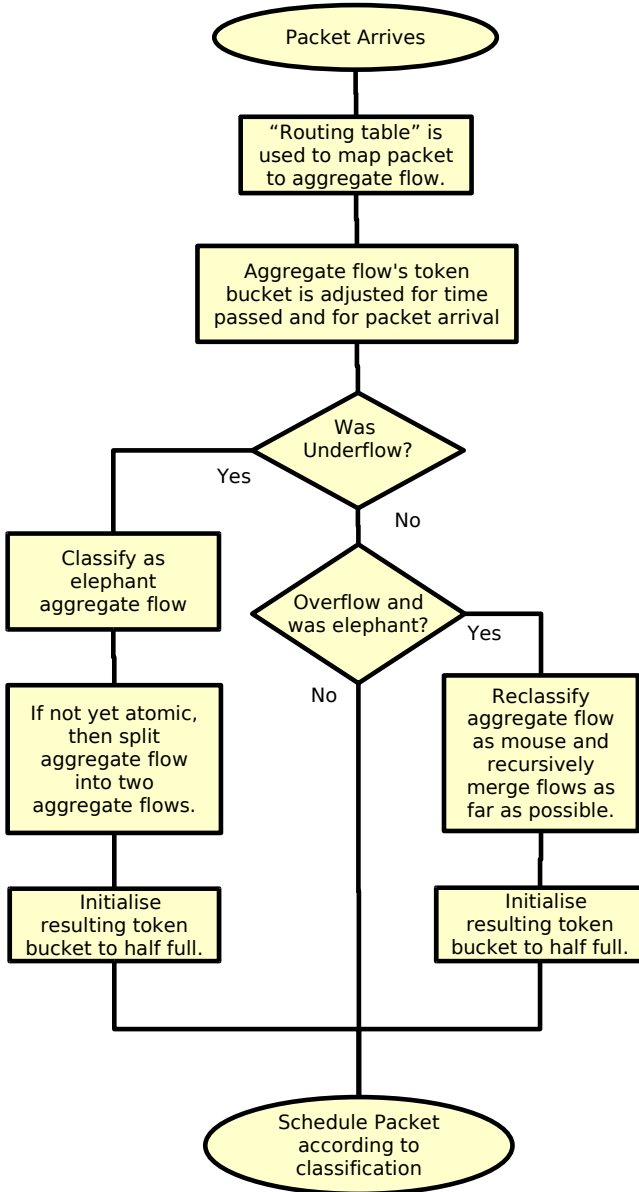 Packet Arrives
“Routing table” is
used to map packet
to aggregate flow.
Aggregate flow's token
bucket is adjusted for time
passed and for packet arrival
Was
Underflow?
Yes
No
Classify as
elephant
aggregate flow
Overflow and
was elephant?
Yes
No
If not yet atomic,
then split
aggregate flow
into two
aggregate flows.
Reclassify
aggregate flow
as mouse and
recursively
merge flows as
far as possible.
Initialise
resulting token
bucket to half full.
Initialise
resulting token
bucket to half full.
Schedule Packet
according to
classification